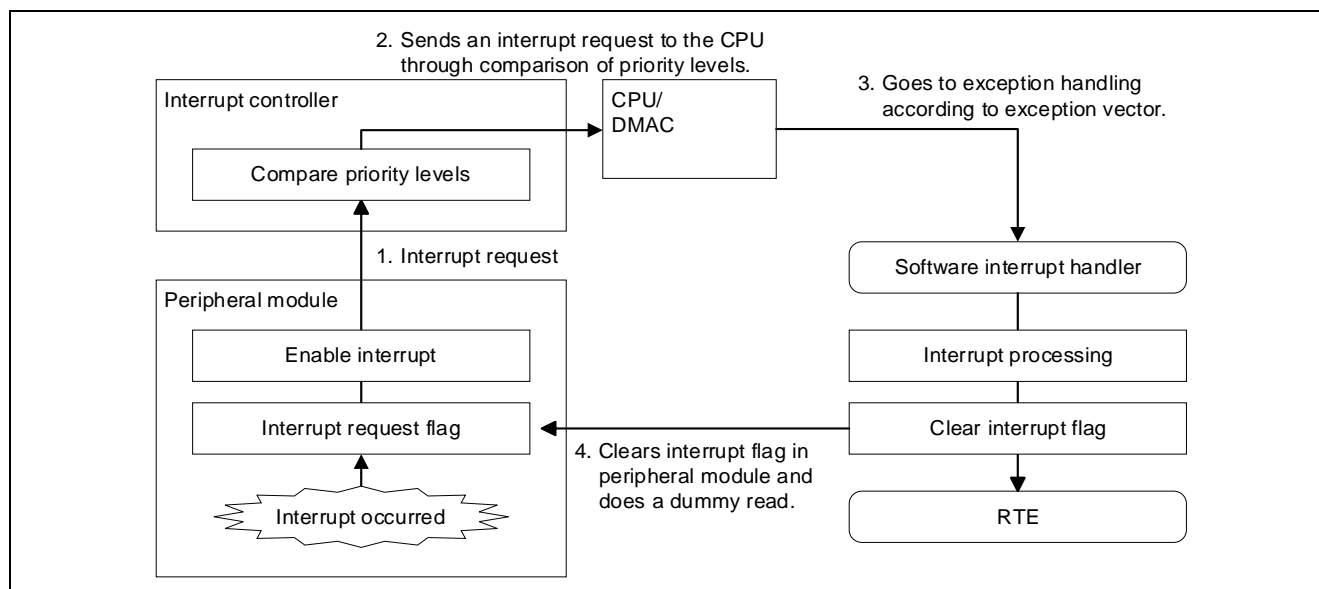 2. Sends an interrupt request to the CPU
through comparison of priority levels.
Interrupt controller
CPU/
DMAC
3. Goes to exception handling
according to exception vector.
Compare priority levels
1. Interrupt request
Software interrupt handler
Peripheral module
Enable interrupt
Interrupt processing
Interrupt request flag
Clear interrupt flag
4. Clears interrupt flag in
peripheral module and
does a dummy read.
Interrupt occurred
RTE